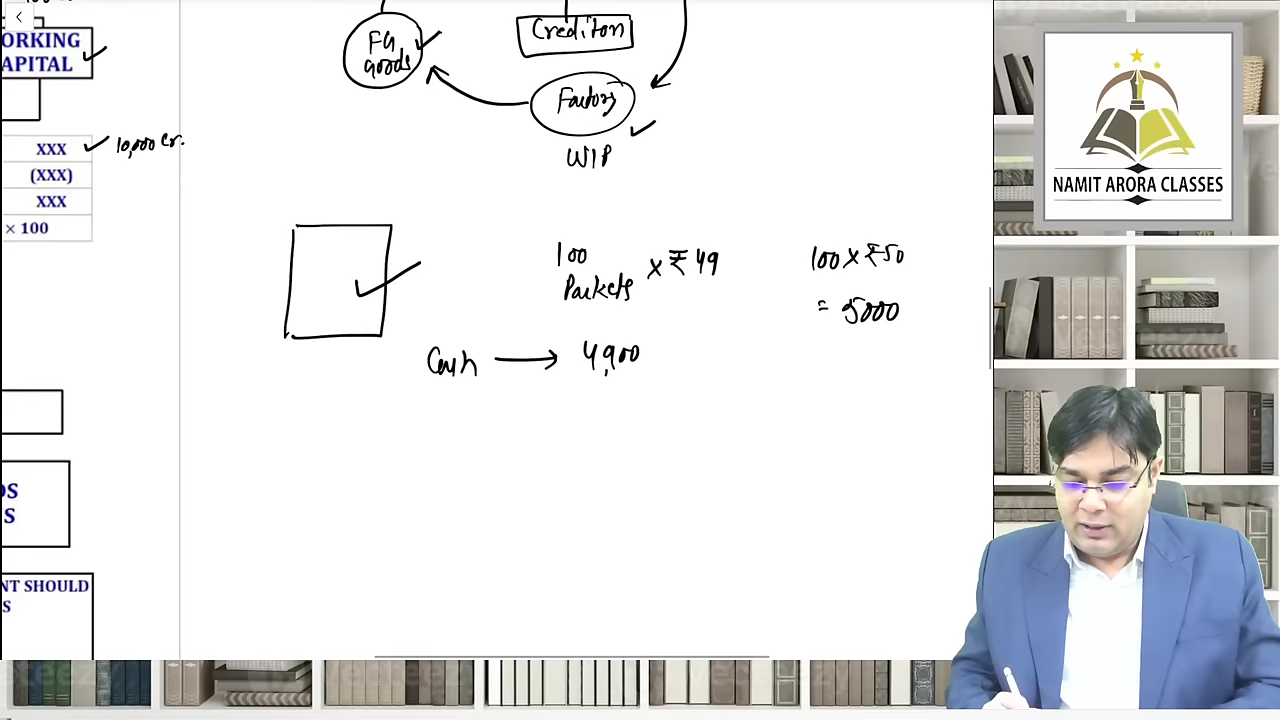 ORKING
APITAL
XXX
10,000 Cr.
(XXX)
XXX
× 100
OS
S
NT SHOULD
S
FG
goods
Creditors
Factory
WIP
100
Packets
× ₹ 49
100 × ₹50
= 5000
Cash → 4,900
NAMIT ARORA CLASSES